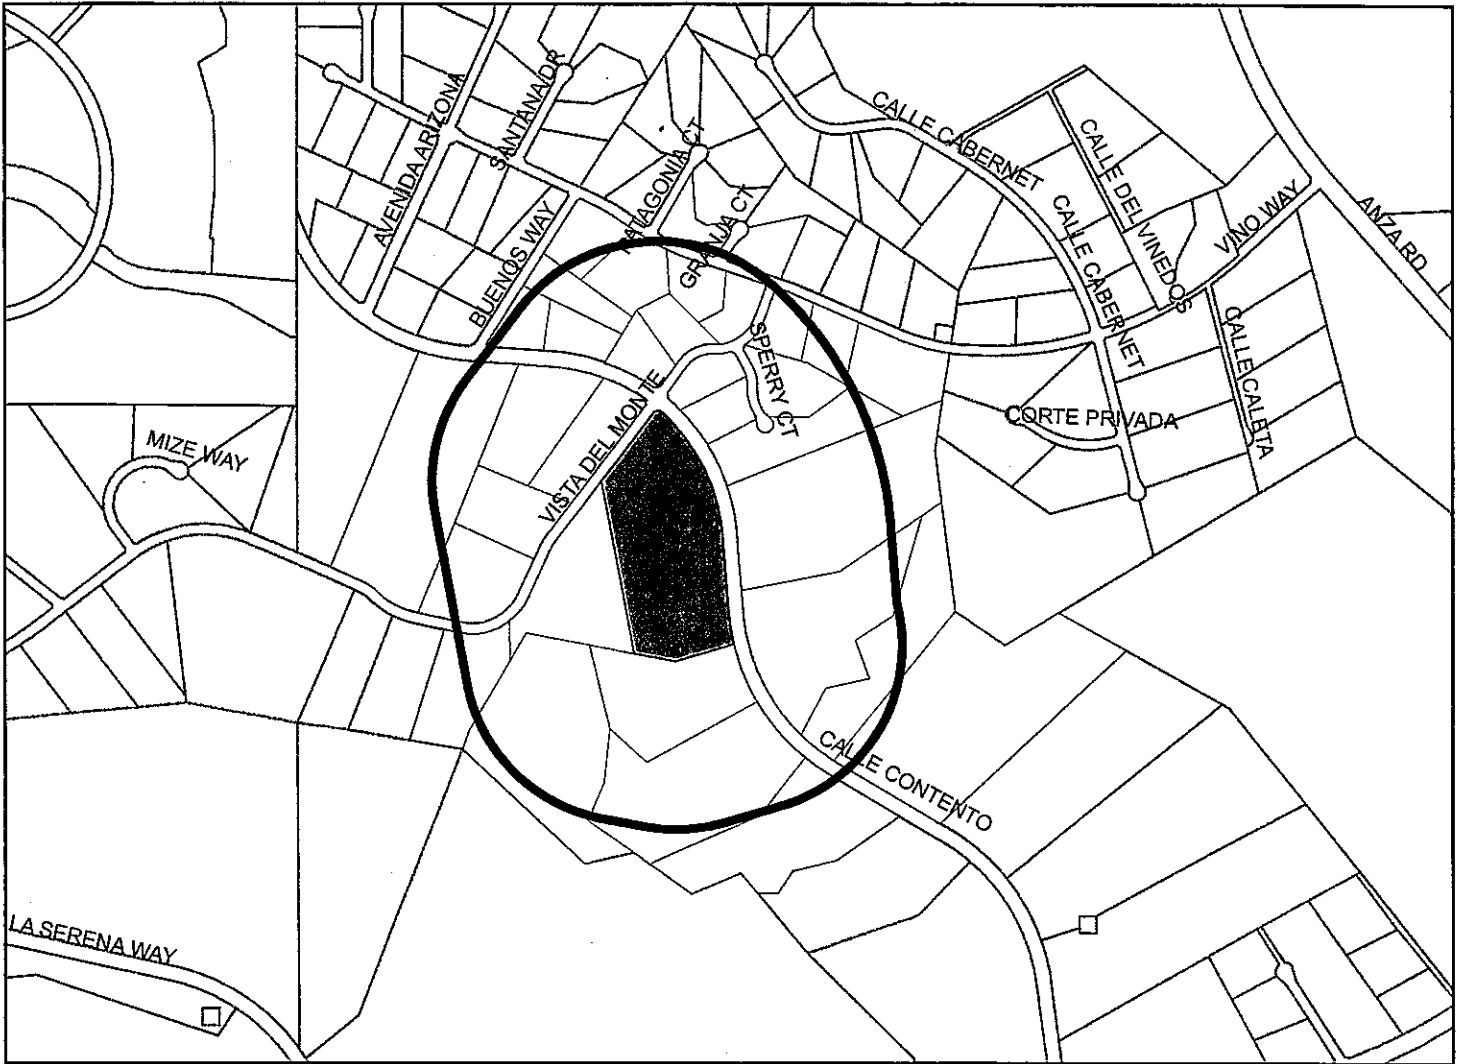 AVENIDA ARIZONA
SANTANA DR
PATAGONIA CT
GRANJA CT
BUENOS WAY
CALLE CABERNET
CALLE DEL VINEDOS
CALLE CABERNET
VINO WAY
ANZA RD
SPERRY CT
CALLE CALETA
CORTE PRIVADA
MIZE WAY
VISTA DEL MONTE
CALLE CONTENTO
LA SERENA WAY